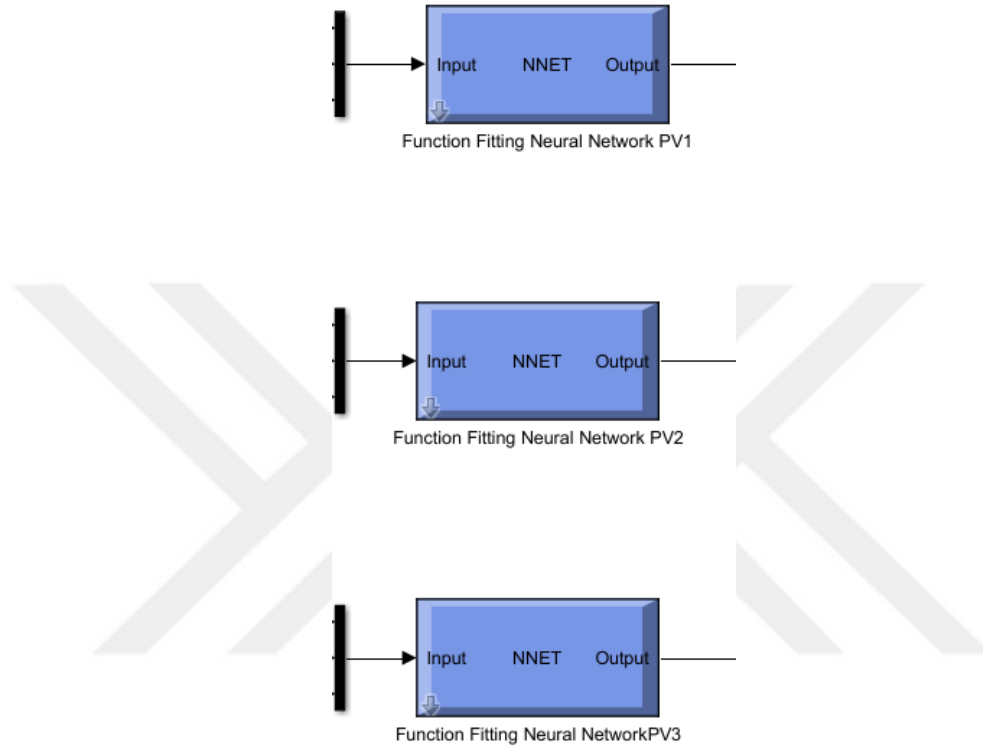 Input NNET Output
Function Fitting Neural Network PV1
Input NNET Output
Function Fitting Neural Network PV2
Input NNET Output
Function Fitting Neural NetworkPV3